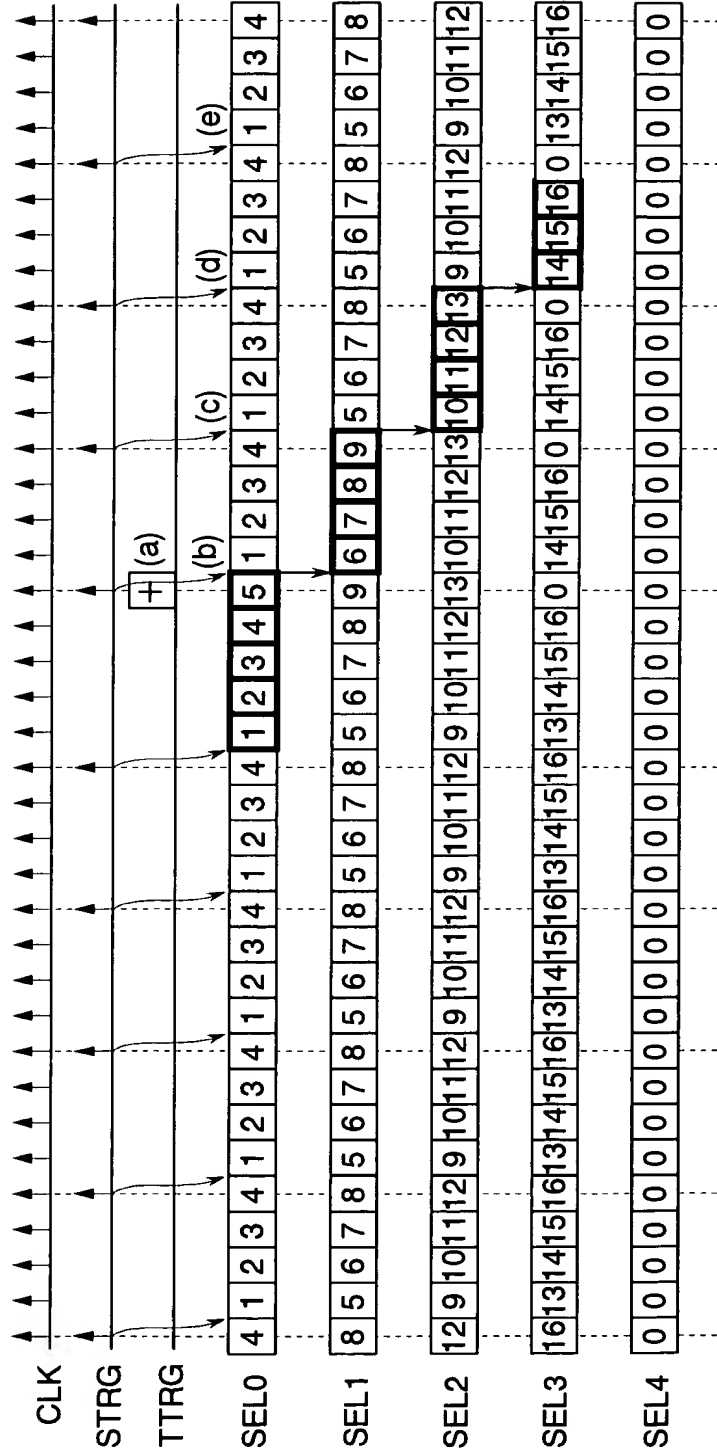 CLK
STRG
TTRG + (a)
(b) (c) (d) (e)
SEL0 4 1 2 3 4 1 2 3 4 1 2 3 4 1 2 3 4 1 2 3 4 5 1 2 3 4 1 2 3 4 1 2 3 4 1 2 3 4
SEL1 8 5 6 7 8 5 6 7 8 5 6 7 8 5 6 7 8 5 6 7 8 9 6 7 8 9 5 6 7 8 5 6 7 8 5 6 7 8
SEL2 12 9 10 11 12 9 10 11 12 9 10 11 12 9 10 11 12 9 10 11 12 13 10 11 12 13 10 11 12 13 9 10 11 12 9 10 11 12
SEL3 16 13 14 15 16 13 14 15 16 13 14 15 16 13 14 15 16 13 14 15 16 0 14 15 16 0 14 15 16 0 14 15 16 0 13 14 15 16
SEL4 0 0 0 0 0 0 0 0 0 0 0 0 0 0 0 0 0 0 0 0 0 0 0 0 0 0 0 0 0 0 0 0 0 0 0 0 0 0